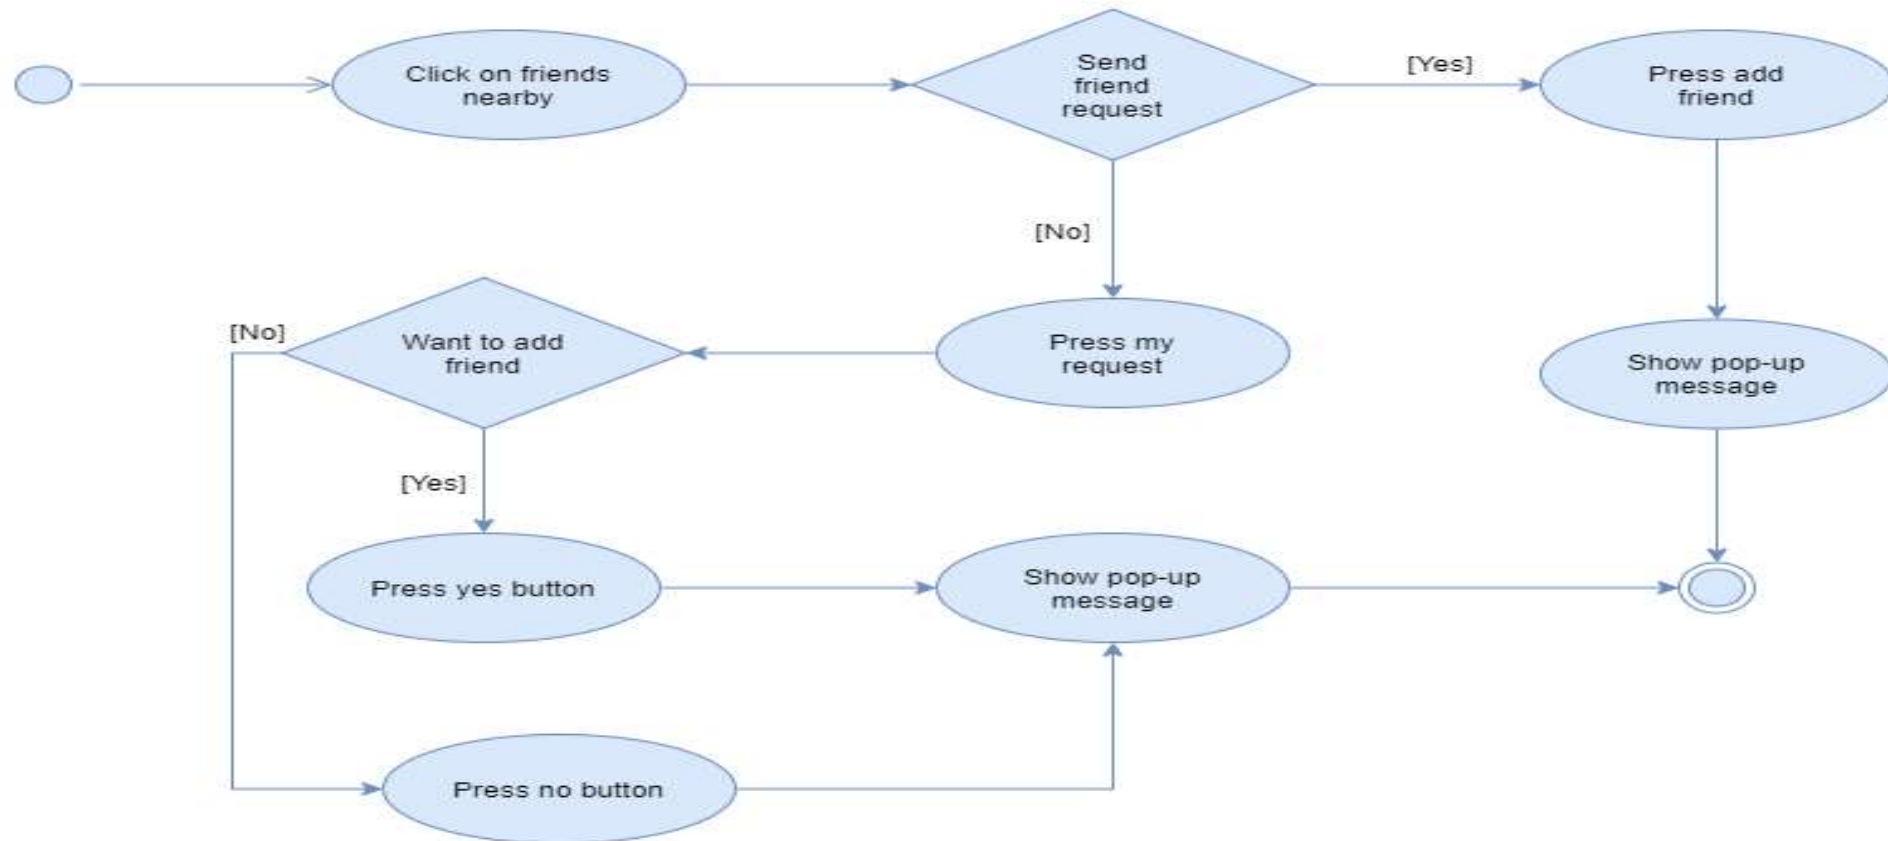 Click on friends
nearby
Send
friend
request
[Yes]
Press add
friend
[No]
[No]
Want to add
friend
Press my
request
Show pop-up
message
[Yes]
Press yes button
Show pop-up
message
Press no button